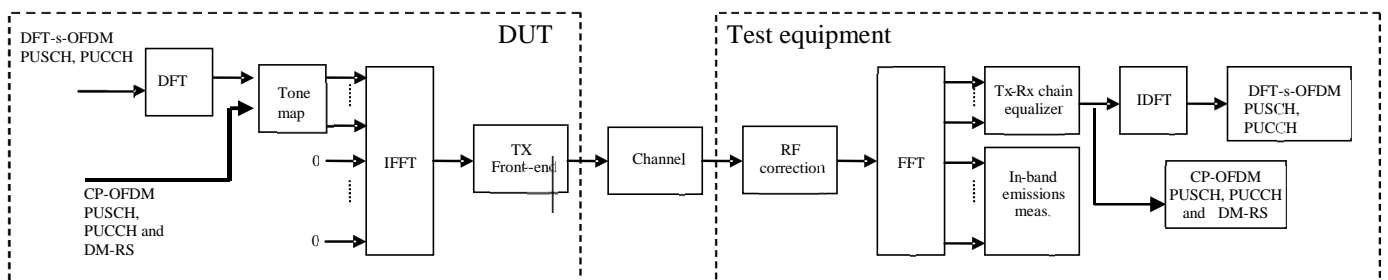 DUT
Test equipment
DFT-s-OFDM
PUSCH, PUCCH
DFT
Tone
map
0
0
CP-OFDM
PUSCH,
PUCCH and
DM-RS
IFFT
TX
Front-end
Channel
RF
correction
FFT
Tx-Rx chain
equalizer
In-band
emissions
meas.
IDFT
DFT-s-OFDM
PUSCH,
PUCCH
CP-OFDM
PUSCH, PUCCH
and DM-RS